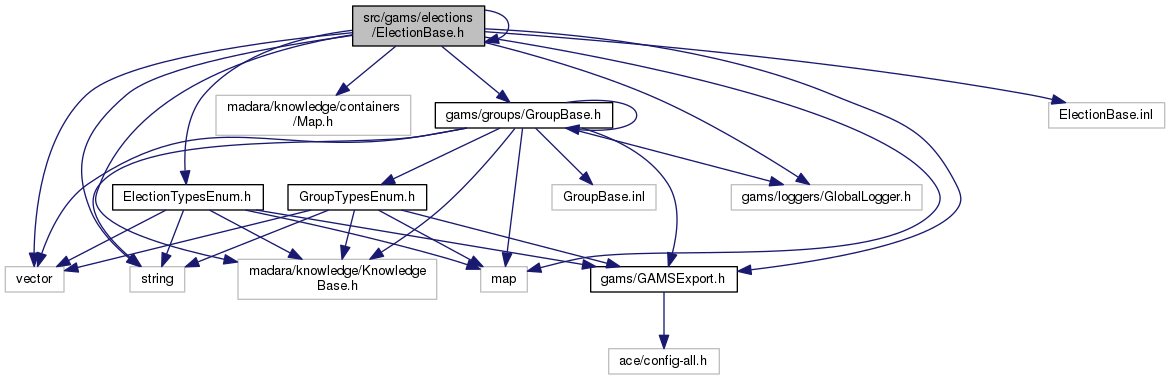 src/gams/elections
/ElectionBase.h
madara/knowledge/containers
/Map.h
gams/groups/GroupBase.h
ElectionBase.inl
ElectionTypesEnum.h
GroupTypesEnum.h
GroupBase.inl
gams/loggers/GlobalLogger.h
vector
string
madara/knowledge/Knowledge
Base.h
map
gams/GAMSExport.h
ace/config-all.h